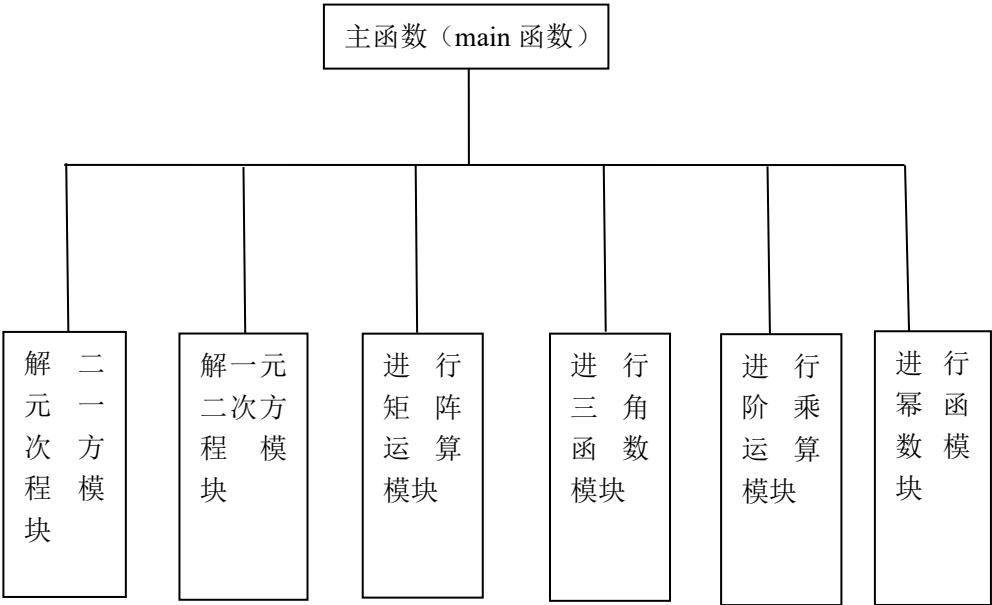 主函数（main 函数）
解二
元一
次方
程模
块
解一元
二次方
程模
块
进行
矩阵
运算
模块
进行
三角
函数
模块
进行
阶乘
运算
模块
进行
幂函
数模
块